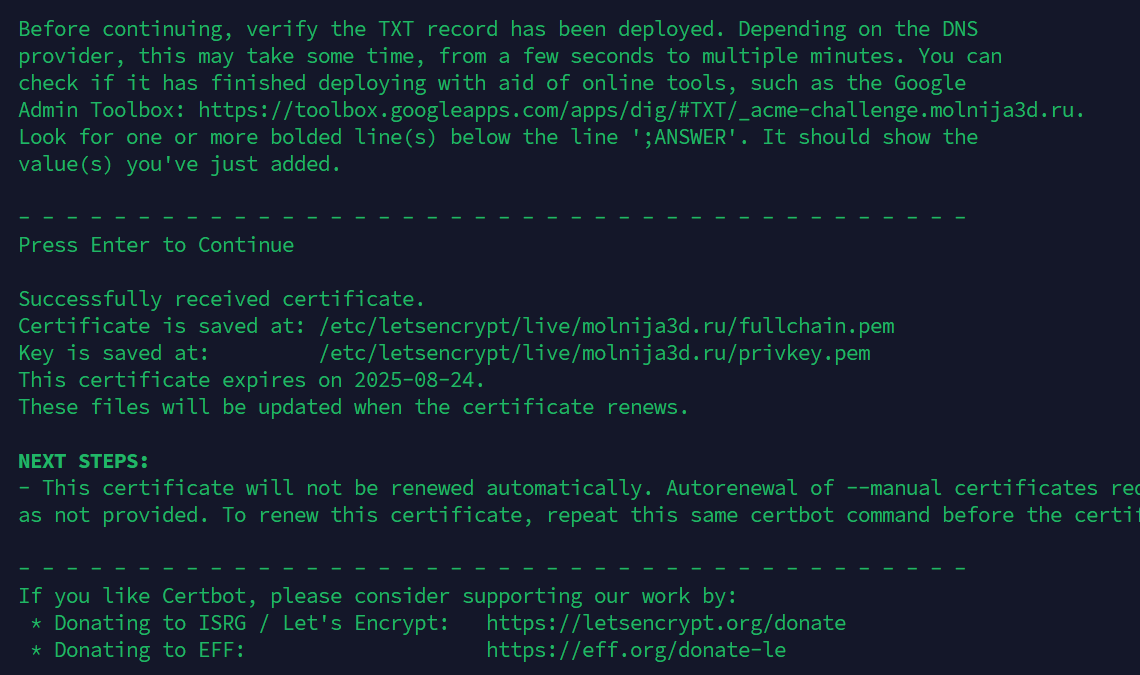 Before continuing, verify the TXT record has been deployed. Depending on the DNS
provider, this may take some time, from a few seconds to multiple minutes. You can
check if it has finished deploying with aid of online tools, such as the Google
Admin Toolbox: https://toolbox.googleapps.com/apps/dig/#TXT/_acme-challenge.molnija3d.ru.
Look for one or more bolded line(s) below the line ';ANSWER'. It should show the
value(s) you've just added.
- - - - - - - - - - - - - - - - - - - - - - - - - - - - - - - - - - - - - - - -
Press Enter to Continue
Successfully received certificate.
Certificate is saved at: /etc/letsencrypt/live/molnija3d.ru/fullchain.pem
Key is saved at:         /etc/letsencrypt/live/molnija3d.ru/privkey.pem
This certificate expires on 2025-08-24.
These files will be updated when the certificate renews.
NEXT STEPS:
- This certificate will not be renewed automatically. Autorenewal of --manual certificates
as not provided. To renew this certificate, repeat this same certbot command before the
- - - - - - - - - - - - - - - - - - - - - - - - - - - - - - - - - - - - - - - -
If you like Certbot, please consider supporting our work by:
 * Donating to ISRG / Let's Encrypt:   https://letsencrypt.org/donate
 * Donating to EFF:                    https://eff.org/donate-le